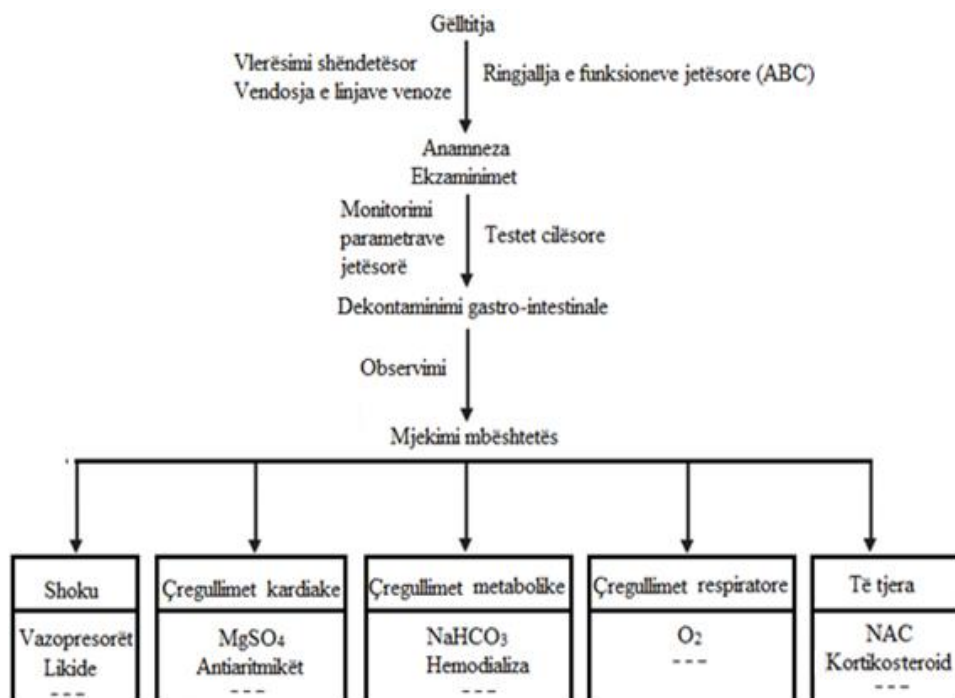 Gëlltitja
Vlerësimi shëndetësor
Vendosja e linjave venoze
Ringjallja e funksioneve jetësore (ABC)
Anamneza
Ekzaminimet
Monitorimi
parametrave
jetësorë
Testet cilësore
Dekontaminimi gastro-intestinale
Observimi
Mjekimi mbështetës
Shoku
Vazopresorët
Likide
---
Çregullimet kardiake
MgSO₄
Antiaritmikët
---
Çregullimet metabolike
NaHCO₃
Hemodializa
---
Çregullimet respiratore
O₂
---
Të tjera
NAC
Kortikosteroid
---